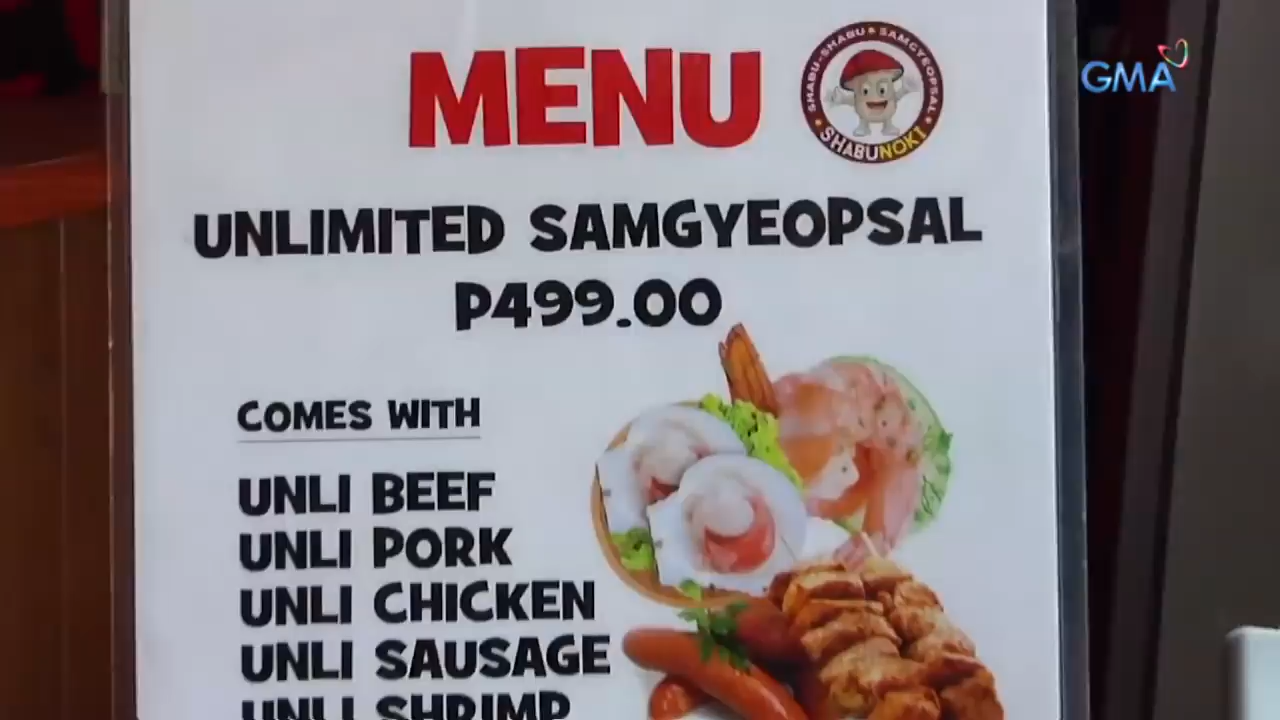 MENU
SHABU-SHABU ★ SAMGYEOPSAL
SHABUNOKI
GMA
UNLIMITED SAMGYEOPSAL
P499.00
COMES WITH
UNLI BEEF
UNLI PORK
UNLI CHICKEN
UNLI SAUSAGE
UNLI SHRIMP